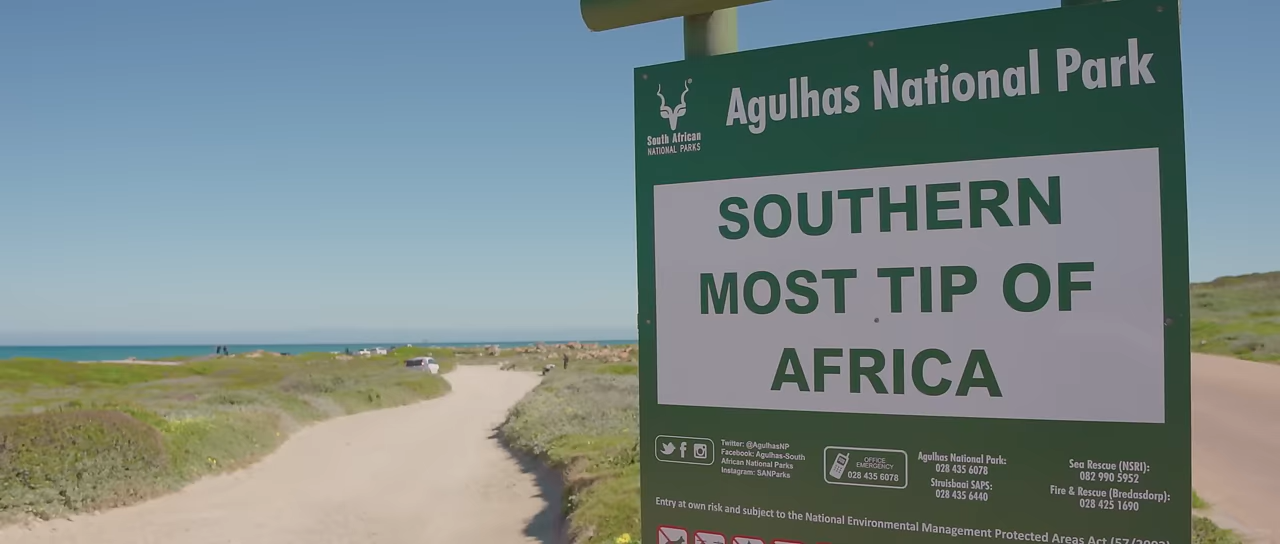 Agulhas National Park
South African
NATIONAL PARKS
SOUTHERN
MOST TIP OF
AFRICA
Twitter: @AgulhasNP
Facebook: Agulhas-South
African National Parks
Instagram: SANParks
OFFICE
EMERGENCY
028 435 6078
Agulhas National Park:
028 435 6078
Struisbaai SAPS:
028 435 6440
Sea Rescue (NSRI):
082 990 5952
Fire & Rescue (Bredasdorp):
028 425 1690
Entry at own risk and subject to the National Environmental Management Protected Areas Act (57/2003)